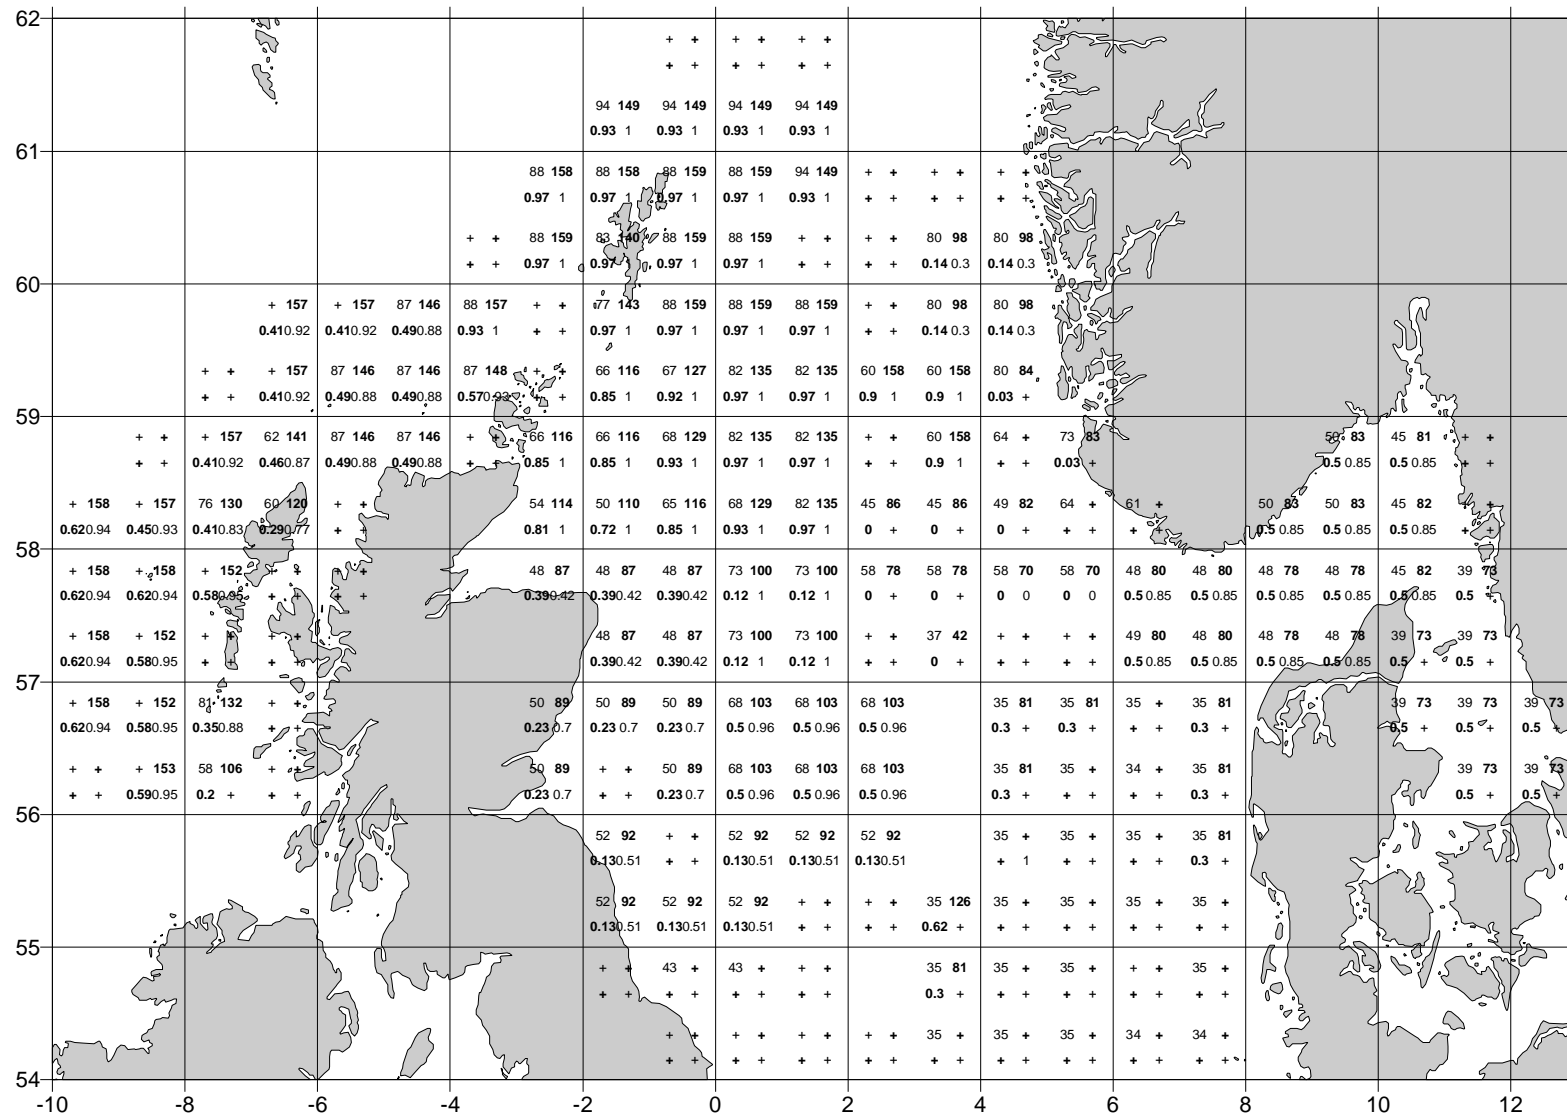 62
+ + + + + +
+ + + + + +
94 149 94 149 94 149 94 149
0.93 1 0.93 1 0.93 1 0.93 1
61
88 158 88 158 88 159 88 159 94 149 + + + + + +
0.97 1 0.97 1 0.97 1 0.97 1 0.93 1 + + + + + +
+ + 88 159 83 140 88 159 88 159 + + + + 80 98 80 98
+ + 0.97 1 0.97 1 0.97 1 0.97 1 + + + + 0.14 0.3 0.14 0.3
60
+ 157 + 157 87 146 88 157 + + 77 143 88 159 88 159 88 159 + + 80 98 80 98
0.41 0.92 0.41 0.92 0.49 0.88 0.93 1 + + 0.97 1 0.97 1 0.97 1 0.97 1 + + 0.14 0.3 0.14 0.3
+ + + 157 87 146 87 146 87 148 + + 66 116 67 127 82 135 82 135 60 158 60 158 80 84
+ + 0.41 0.92 0.49 0.88 0.49 0.88 0.57 0.93 + + 0.85 1 0.92 1 0.97 1 0.97 1 0.9 1 0.9 1 0.03 +
59
+ + + 157 62 141 87 146 87 146 + + 66 116 66 116 68 129 82 135 82 135 + + 60 158 64 + 73 83 50 83 45 81 + +
+ + 0.41 0.92 0.46 0.87 0.49 0.88 0.49 0.88 + + 0.85 1 0.85 1 0.93 1 0.97 1 0.97 1 + + 0.9 1 + + 0.03 + 0.5 0.85 0.5 0.85 + +
+ 158 + 157 76 130 60 120 + + 54 114 50 110 65 116 68 129 82 135 45 86 45 86 49 82 64 + 61 + 50 83 50 83 45 82 + +
0.62 0.94 0.45 0.93 0.41 0.83 0.29 0.77 + + 0.81 1 0.72 1 0.85 1 0.93 1 0.97 1 0 + 0 + 0 + + + + + 0.5 0.85 0.5 0.85 0.5 0.85 + +
58
+ 158 + 158 + 152 + + + + 48 87 48 87 48 87 73 100 73 100 58 78 58 78 58 70 58 70 48 80 48 80 48 78 48 78 45 82 39 73
0.62 0.94 0.62 0.94 0.58 0.95 + + + + 0.39 0.42 0.39 0.42 0.39 0.42 0.12 1 0.12 1 0 + 0 + 0 0 0 0 0.5 0.85 0.5 0.85 0.5 0.85 0.5 0.85 0.5 0.85 0.5 +
+ 158 + 152 + + + + 48 87 48 87 73 100 73 100 + + 37 42 + + + + 49 80 48 80 48 78 48 78 39 73 39 73
0.62 0.94 0.58 0.95 + + + + 0.39 0.42 0.39 0.42 0.12 1 0.12 1 + + 0 + + + + + 0.5 0.85 0.5 0.85 0.5 0.85 0.5 0.85 0.5 + 0.5 +
57
+ 158 + 152 81 132 + + 50 89 50 89 50 89 68 103 68 103 68 103 35 81 35 81 35 + 35 81 39 73 39 73 39 73
0.62 0.94 0.58 0.95 0.35 0.88 + + 0.23 0.7 0.23 0.7 0.23 0.7 0.5 0.96 0.5 0.96 0.5 0.96 0.3 + 0.3 + + + 0.3 + 0.5 + 0.5 + 0.5 +
+ + + 153 58 106 + + 50 89 + + 50 89 68 103 68 103 68 103 35 81 35 + 34 + 35 81 39 73 39 73
+ + 0.59 0.95 0.2 + + + 0.23 0.7 + + 0.23 0.7 0.5 0.96 0.5 0.96 0.5 0.96 0.3 + + + + + 0.3 + 0.5 + 0.5 +
56
52 92 + + 52 92 52 92 52 92 35 + 35 + 35 + 35 81
0.13 0.51 + + 0.13 0.51 0.13 0.51 0.13 0.51 + 1 + + + + 0.3 +
52 92 52 92 52 92 + + + + 35 126 35 + 35 + 35 + 35 +
0.13 0.51 0.13 0.51 0.13 0.51 + + + + 0.62 + + + + + + + + +
55
+ + 43 + 43 + + + 35 81 35 + 35 + + + 35 +
+ + + + + + + + 0.3 + + + + + + + + +
+ + + + + + + + 35 + 35 + 35 + 34 + 34 +
+ + + + + + + + + + + + + + + + + +
54
-10 -8 -6 -4 -2 0 2 4 6 8 10 12